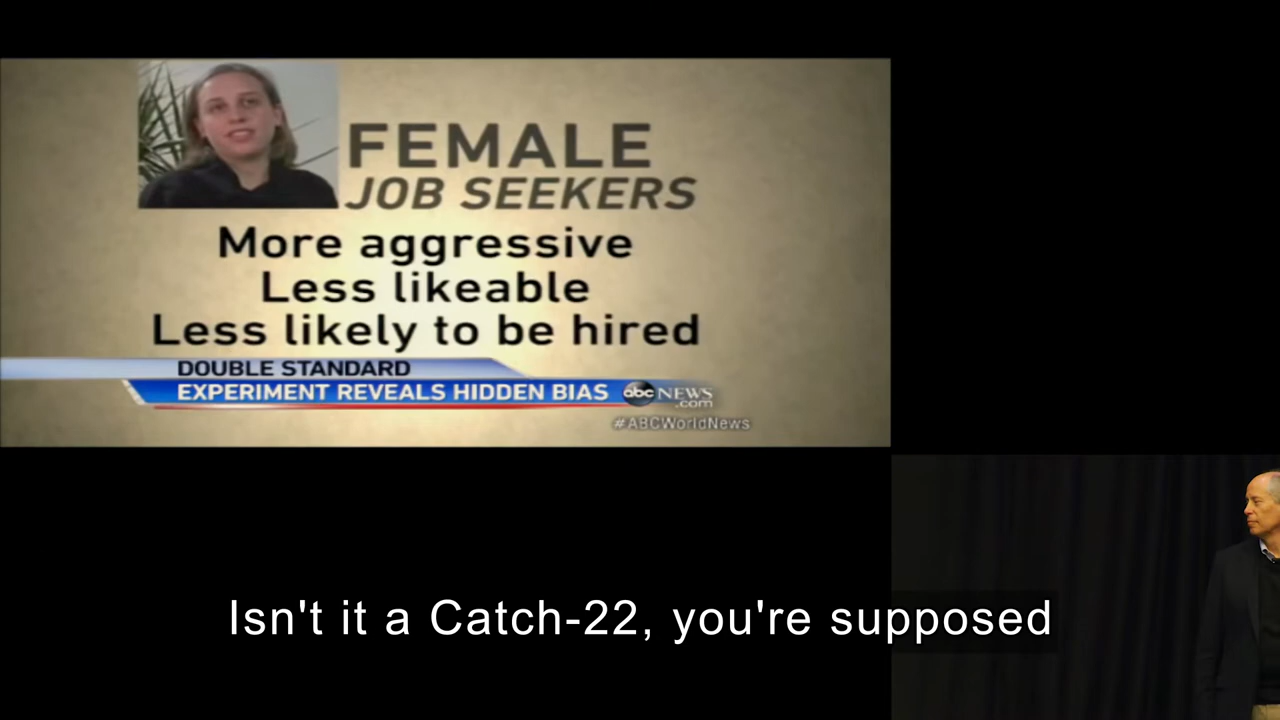 FEMALE
JOB SEEKERS
More aggressive
Less likeable
Less likely to be hired
DOUBLE STANDARD
EXPERIMENT REVEALS HIDDEN BIAS abc NEWS
.com
#ABCWorldNews
Isn't it a Catch-22, you're supposed